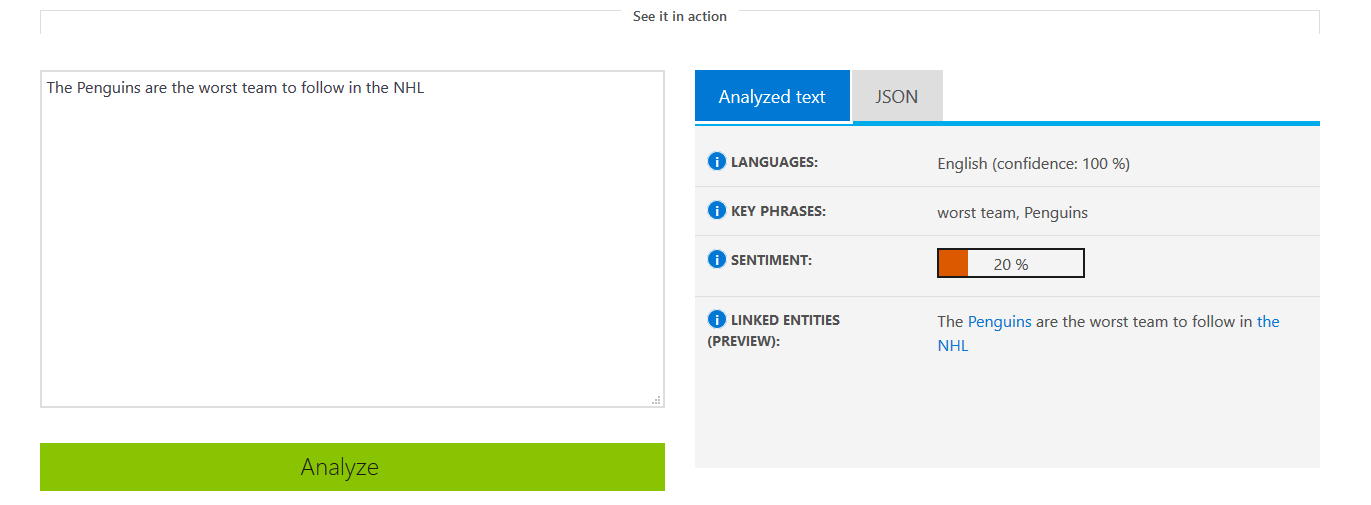 See it in action
The Penguins are the worst team to follow in the NHL
Analyze
Analyzed text
JSON
LANGUAGES:
English (confidence: 100 %)
KEY PHRASES:
worst team, Penguins
SENTIMENT:
20 %
LINKED ENTITIES
(PREVIEW):
The Penguins are the worst team to follow in the
NHL